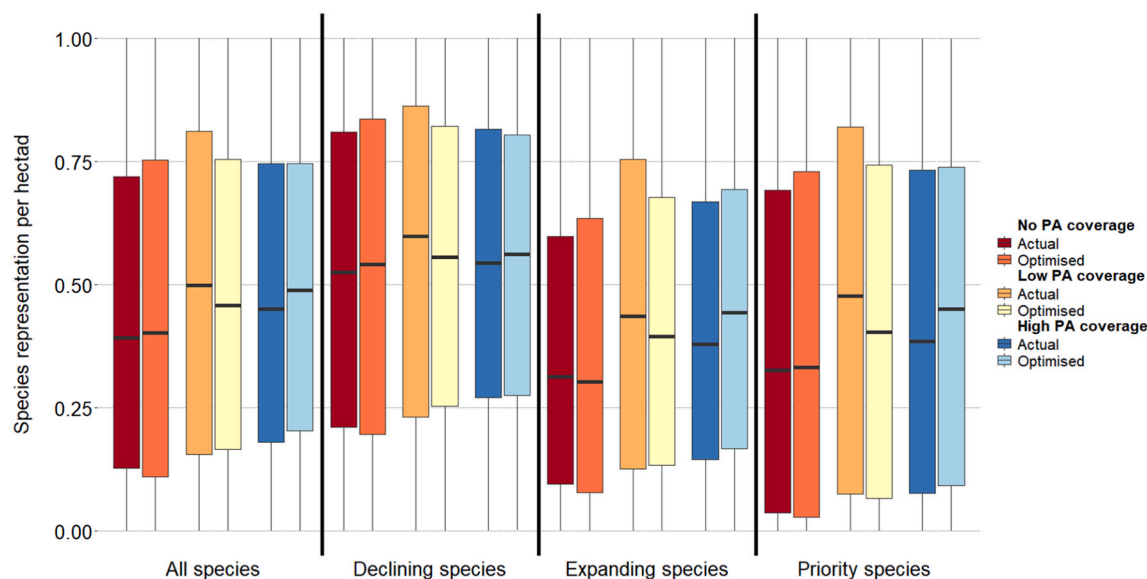 Species representation per hectad
1.00
0.75
0.50
0.25
0.00
All species
Declining species
Expanding species
Priority species
No PA coverage
Actual
Optimised
Low PA coverage
Actual
Optimised
High PA coverage
Actual
Optimised